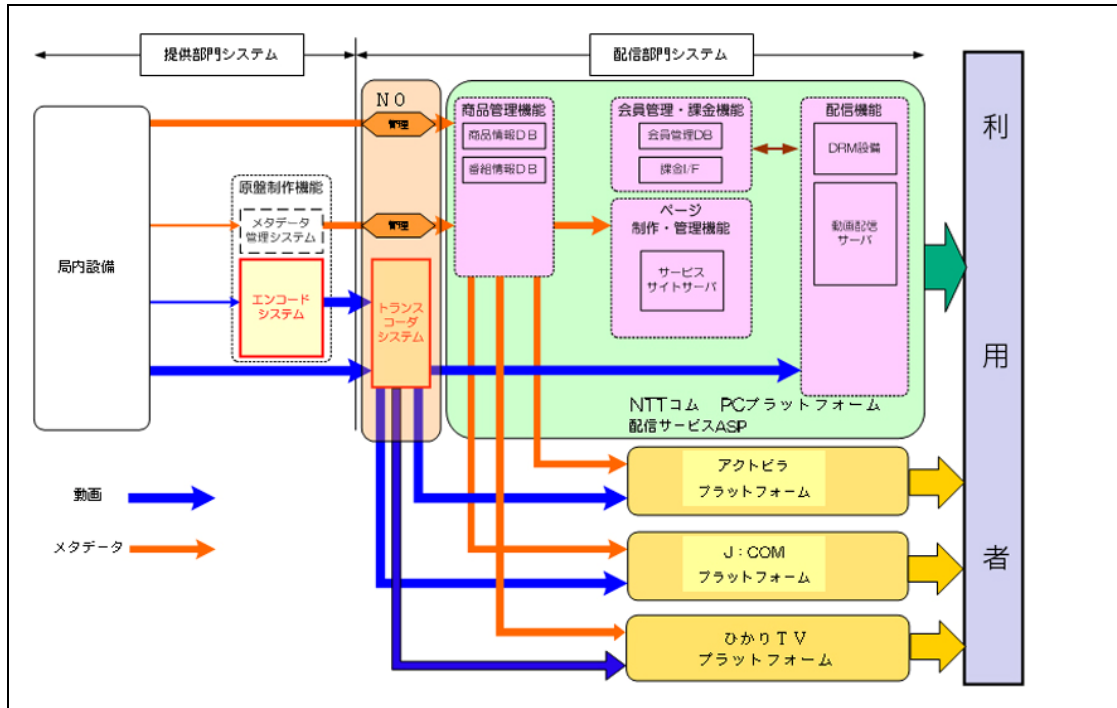 提供部門システム
配信部門システム
局内設備
原盤制作機能
メタデータ
管理システム
エンコード
システム
NO
管理
管理
トランス
コーダ
システム
商品管理機能
商品情報DB
番組情報DB
会員管理・課金機能
会員管理DB
課金I/F
ページ
制作・管理機能
サービス
サイトサーバ
配信機能
DRM設備
動画配信
サーバ
NTTコム PCプラットフォーム
配信サービスASP
アクトビラ
プラットフォーム
J:COM
プラットフォーム
ひかりTV
プラットフォーム
利用者
動画
メタデータ